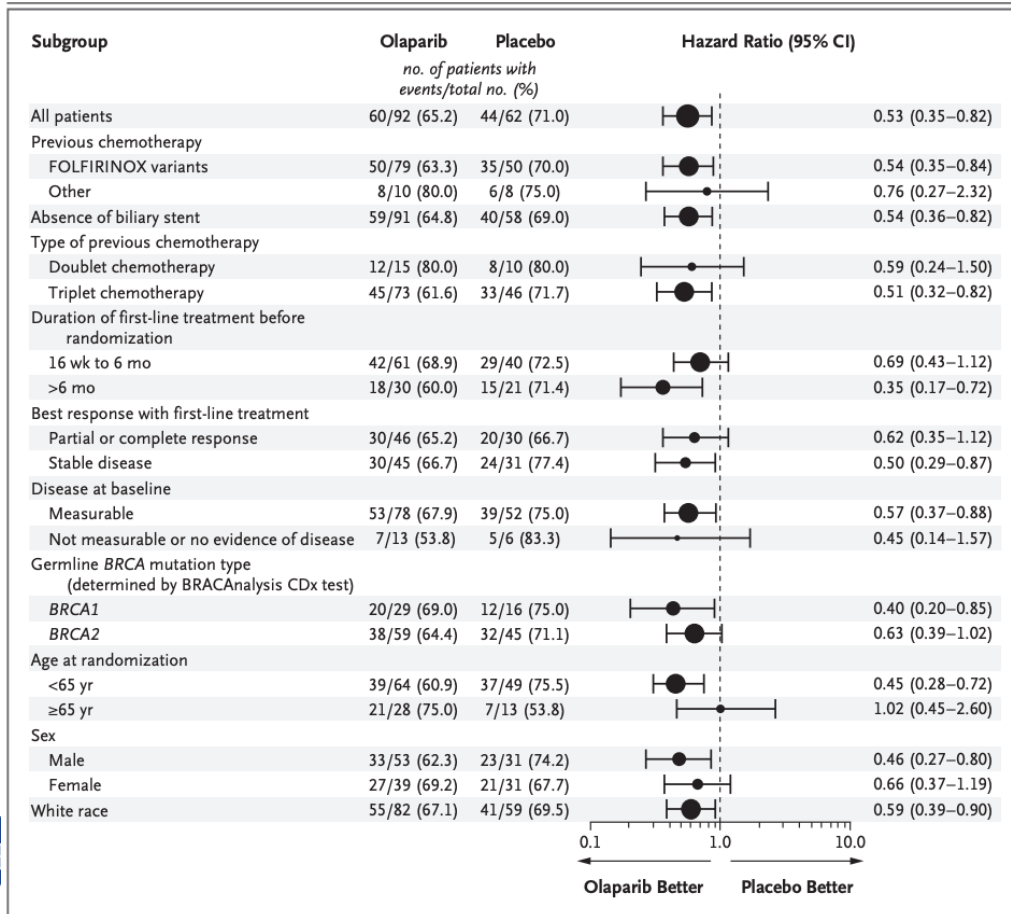 Subgroup Olaparib Placebo Hazard Ratio (95% CI)
no. of patients with
events/total no. (%)
All patients 60/92 (65.2) 44/62 (71.0) 0.53 (0.35–0.82)
Previous chemotherapy
FOLFIRINOX variants 50/79 (63.3) 35/50 (70.0) 0.54 (0.35–0.84)
Other 8/10 (80.0) 6/8 (75.0) 0.76 (0.27–2.32)
Absence of biliary stent 59/91 (64.8) 40/58 (69.0) 0.54 (0.36–0.82)
Type of previous chemotherapy
Doublet chemotherapy 12/15 (80.0) 8/10 (80.0) 0.59 (0.24–1.50)
Triplet chemotherapy 45/73 (61.6) 33/46 (71.7) 0.51 (0.32–0.82)
Duration of first-line treatment before
randomization
16 wk to 6 mo 42/61 (68.9) 29/40 (72.5) 0.69 (0.43–1.12)
>6 mo 18/30 (60.0) 15/21 (71.4) 0.35 (0.17–0.72)
Best response with first-line treatment
Partial or complete response 30/46 (65.2) 20/30 (66.7) 0.62 (0.35–1.12)
Stable disease 30/45 (66.7) 24/31 (77.4) 0.50 (0.29–0.87)
Disease at baseline
Measurable 53/78 (67.9) 39/52 (75.0) 0.57 (0.37–0.88)
Not measurable or no evidence of disease 7/13 (53.8) 5/6 (83.3) 0.45 (0.14–1.57)
Germline BRCA mutation type
(determined by BRACAnalysis CDx test)
BRCA1 20/29 (69.0) 12/16 (75.0) 0.40 (0.20–0.85)
BRCA2 38/59 (64.4) 32/45 (71.1) 0.63 (0.39–1.02)
Age at randomization
<65 yr 39/64 (60.9) 37/49 (75.5) 0.45 (0.28–0.72)
≥65 yr 21/28 (75.0) 7/13 (53.8) 1.02 (0.45–2.60)
Sex
Male 33/53 (62.3) 23/31 (74.2) 0.46 (0.27–0.80)
Female 27/39 (69.2) 21/31 (67.7) 0.66 (0.37–1.19)
White race 55/82 (67.1) 41/59 (69.5) 0.59 (0.39–0.90)
0.1 1.0 10.0
Olaparib Better Placebo Better